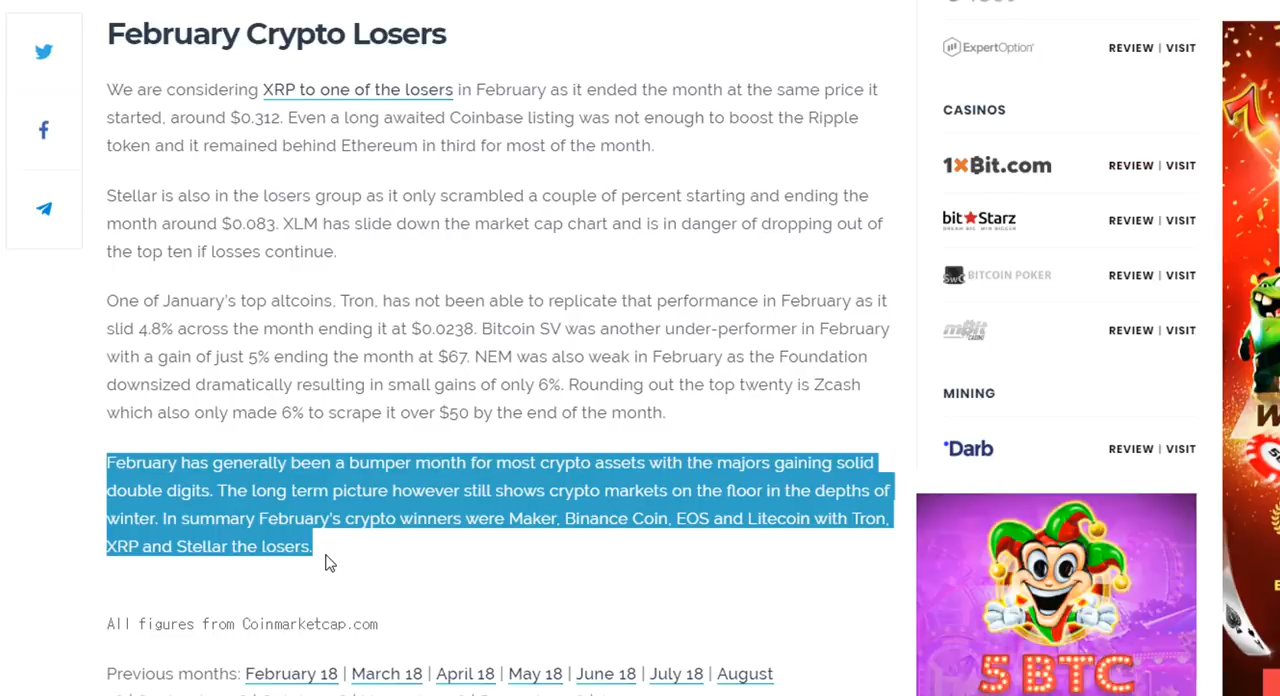 February Crypto Losers
We are considering XRP to one of the losers in February as it ended the month at the same price it
started, around $0.312. Even a long awaited Coinbase listing was not enough to boost the Ripple
token and it remained behind Ethereum in third for most of the month.
Stellar is also in the losers group as it only scrambled a couple of percent starting and ending the
month around $0.083. XLM has slide down the market cap chart and is in danger of dropping out of
the top ten if losses continue.
One of January's top altcoins, Tron, has not been able to replicate that performance in February as it
slid 4.8% across the month ending it at $0.0238. Bitcoin SV was another under-performer in February
with a gain of just 5% ending the month at $67. NEM was also weak in February as the Foundation
downsized dramatically resulting in small gains of only 6%. Rounding out the top twenty is Zcash
which also only made 6% to scrape it over $50 by the end of the month.
February has generally been a bumper month for most crypto assets with the majors gaining solid
double digits. The long term picture however still shows crypto markets on the floor in the depths of
winter. In summary February's crypto winners were Maker, Binance Coin, EOS and Litecoin with Tron,
XRP and Stellar the losers.
All figures from Coinmarketcap.com
Previous months: February 18 | March 18 | April 18 | May 18 | June 18 | July 18 | August
ExpertOption REVIEW | VISIT
CASINOS
1xBit.com REVIEW | VISIT
bitStarz REVIEW | VISIT
DREAM BIG. WIN BIGGER
SwC BITCOIN POKER REVIEW | VISIT
mBit CASINO REVIEW | VISIT
MINING
Darb REVIEW | VISIT
5 BTC